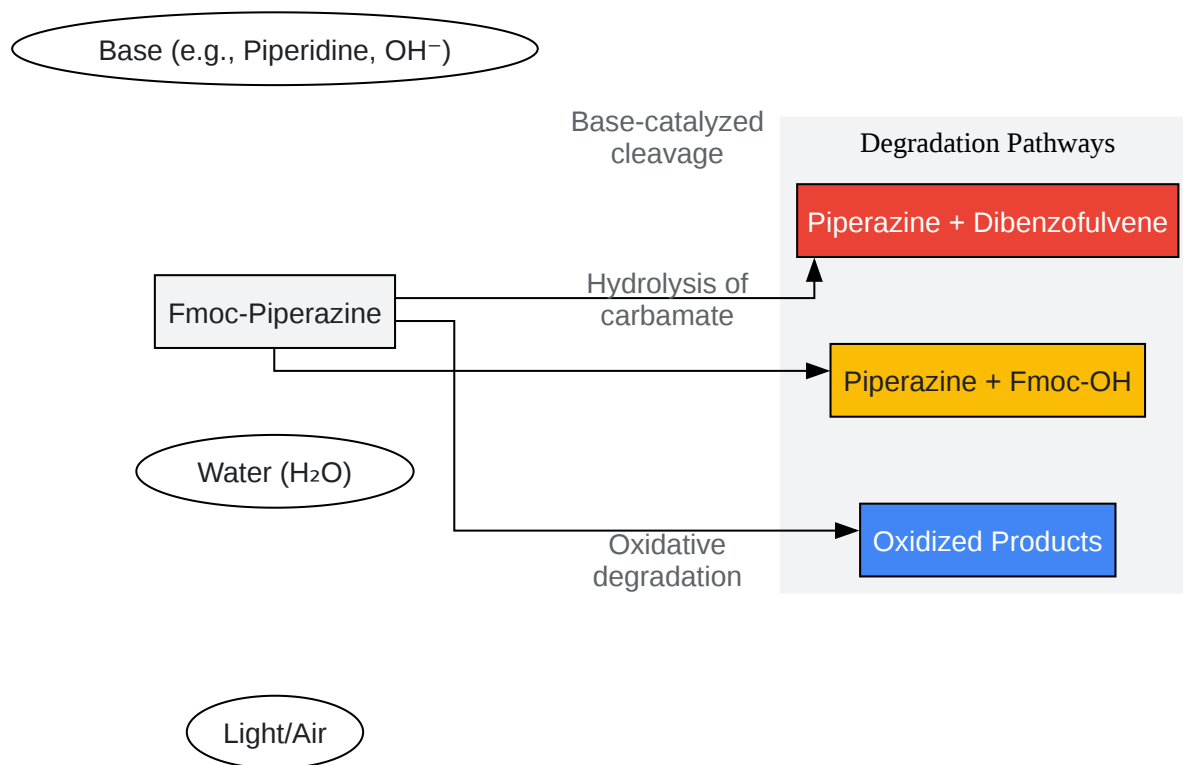 Base (e.g., Piperidine, OH⁻)
Base-catalyzed
cleavage
Degradation Pathways
Piperazine + Dibenzofulvene
Hydrolysis of
carbamate
Fmoc-Piperazine
Piperazine + Fmoc-OH
Water (H₂O)
Oxidized Products
Oxidative
degradation
Light/Air